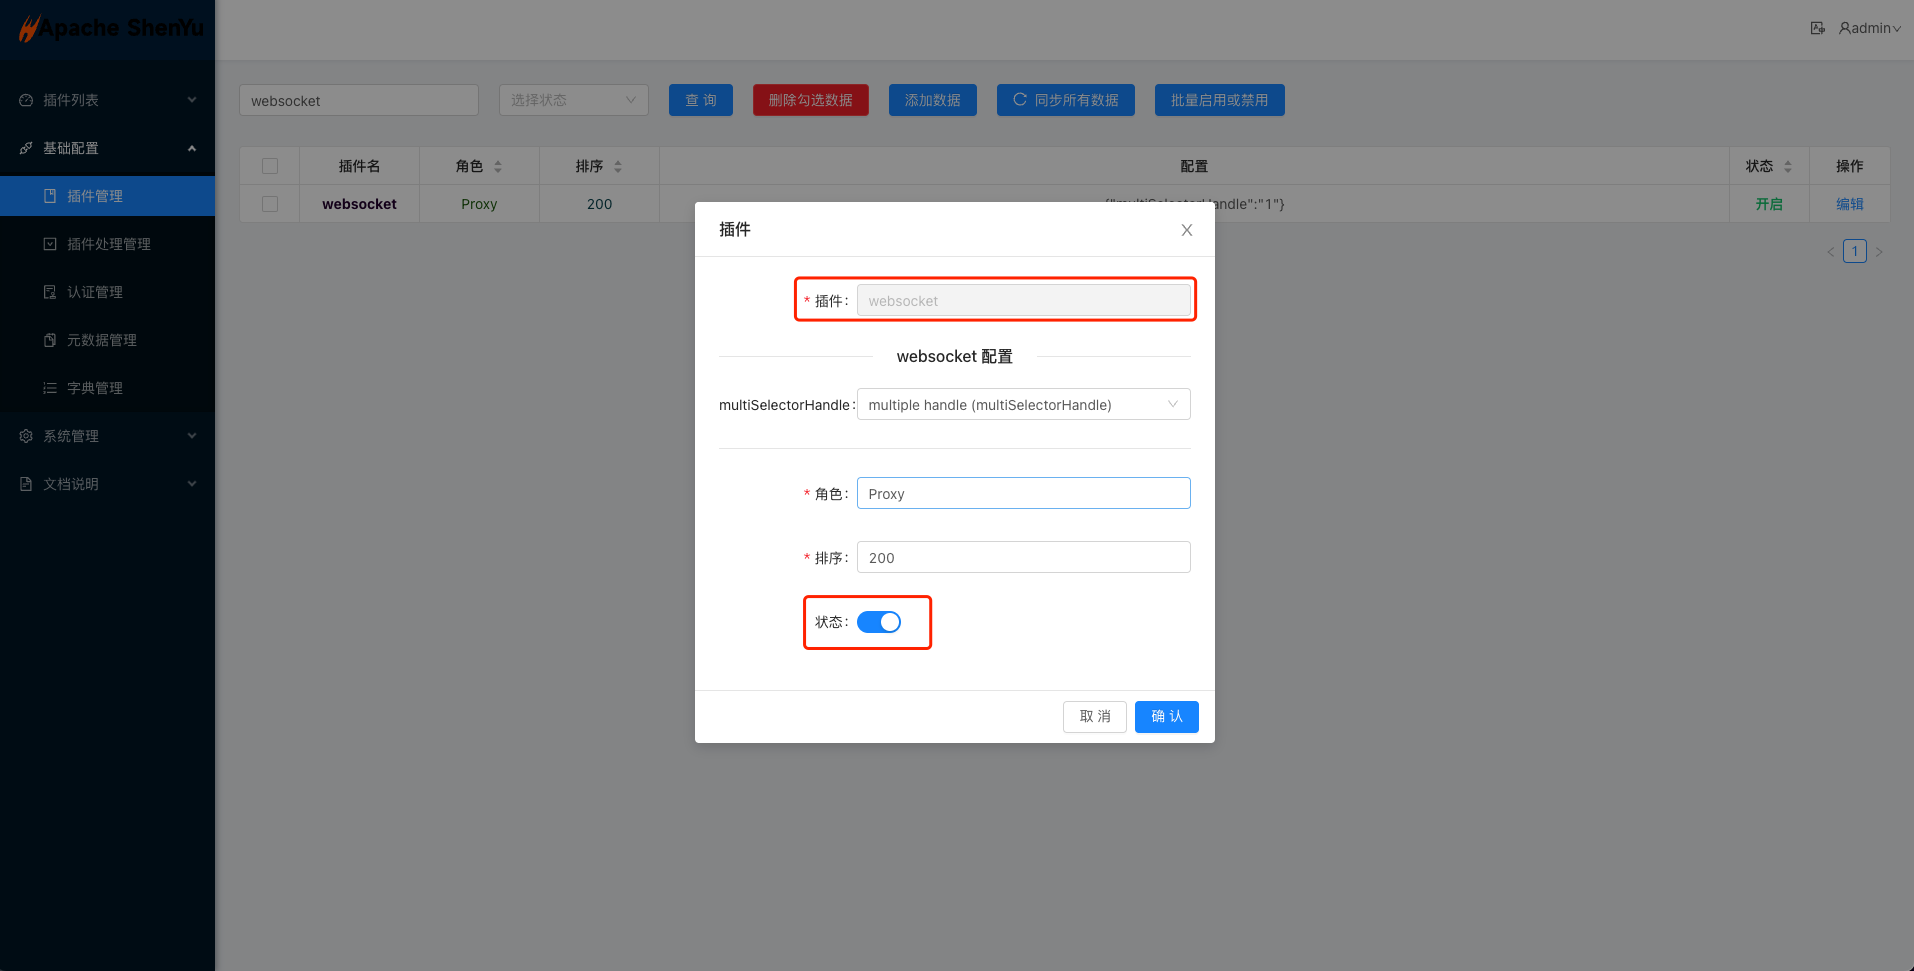 Apache ShenYu
admin
插件列表
基础配置
插件管理
插件处理管理
认证管理
元数据管理
字典管理
系统管理
文档说明
websocket
选择状态
查 询
删除勾选数据
添加数据
同步所有数据
批量启用或禁用
插件名
角色
排序
配置
状态
操作
websocket
Proxy
200
{"multiSelectorHandle":"1"}
开启
编辑
1
插件
* 插件:
websocket
websocket 配置
multiSelectorHandle:
multiple handle (multiSelectorHandle)
* 角色:
Proxy
* 排序:
200
状态:
取 消
确 认